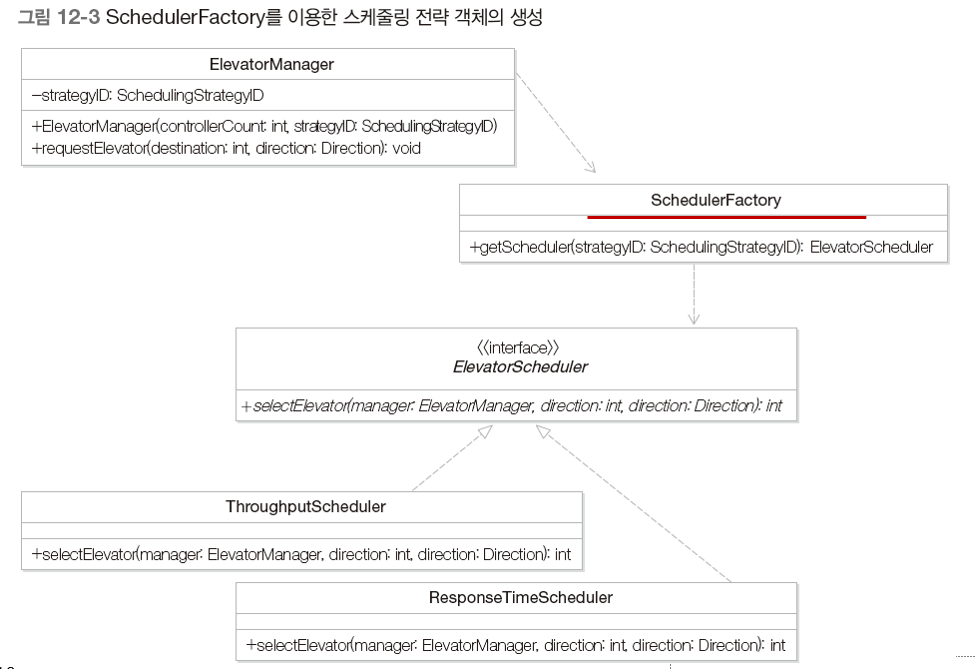 그림 12-3 SchedulerFactory를 이용한 스케줄링 전략 객체의 생성
ElevatorManager
-strategyID: SchedulingStrategyID
+ElevatorManager(controllerCount: int, strategyID: SchedulingStrategyID)
+requestElevator(destination: int, direction: Direction): void
SchedulerFactory
+getScheduler(strategyID: SchedulingStrategyID): ElevatorScheduler
《interface》
ElevatorScheduler
+selectElevator(manager: ElevatorManager, direction: int, direction: Direction): int
ThroughputScheduler
+selectElevator(manager: ElevatorManager, direction: int, direction: Direction): int
ResponseTimeScheduler
+selectElevator(manager: ElevatorManager, direction: int, direction: Direction): int